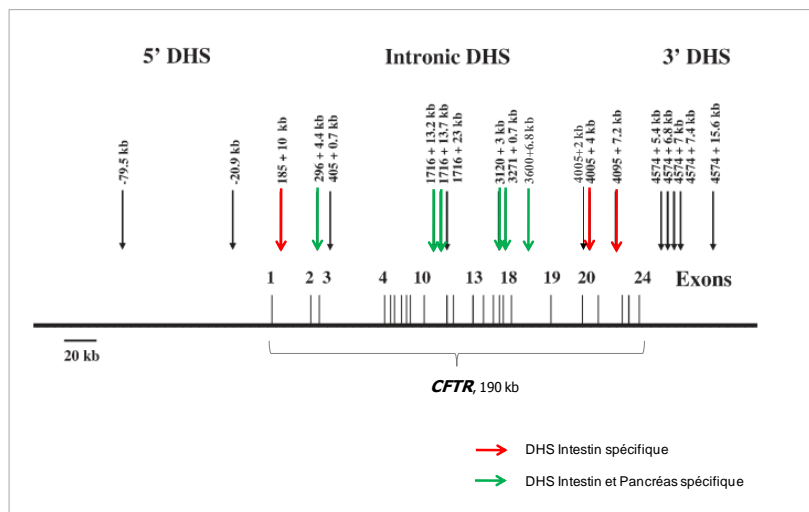 5' DHS
Intronic DHS
3' DHS
-79.5 kb
-20.9 kb
185 + 10 kb
296 + 4.4 kb
405 + 0.7 kb
1716 + 13.2 kb
1716 + 13.7 kb
1716 + 23 kb
3120 + 3 kb
3271 + 0.7 kb
3600+6.8 kb
4005+2 kb
4005 + 4 kb
4095 + 7.2 kb
4574 + 5.4 kb
4574 + 6.8 kb
4574 + 7 kb
4574 + 7.4 kb
4574 + 15.6 kb
1 2 3 4 10 13 18 19 20 24 Exons
20 kb
CFTR, 190 kb
DHS Intestin spécifique
DHS Intestin et Pancréas spécifique